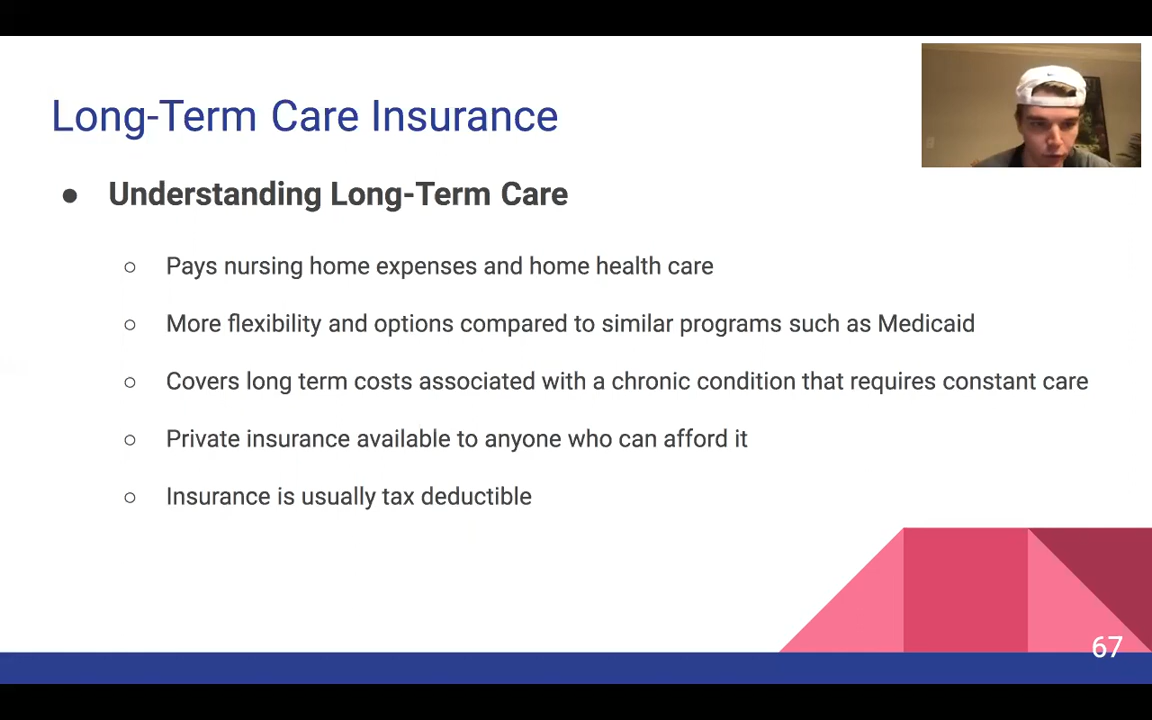 Long-Term Care Insurance
● Understanding Long-Term Care
○ Pays nursing home expenses and home health care
○ More flexibility and options compared to similar programs such as Medicaid
○ Covers long term costs associated with a chronic condition that requires constant care
○ Private insurance available to anyone who can afford it
○ Insurance is usually tax deductible
67